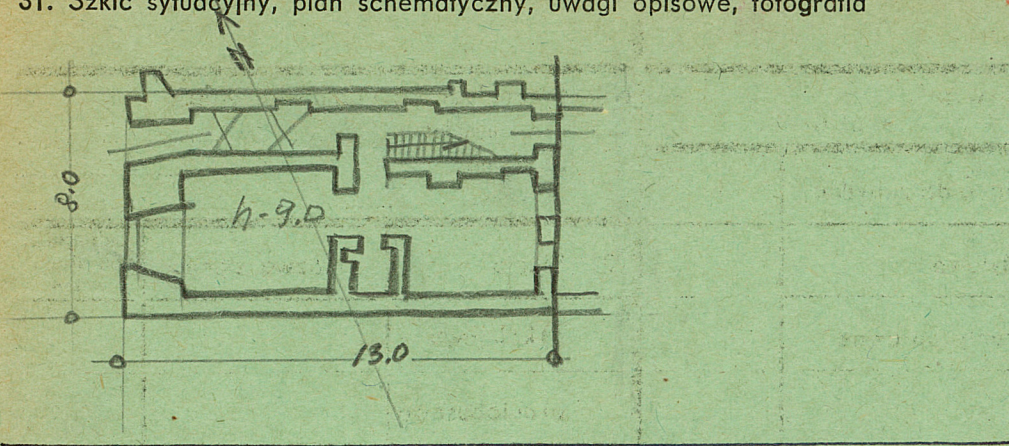 31. Szkic sytuacyjny, plan schematyczny, uwagi opisowe, fotografia
N
8.0
h-9.0
13.0